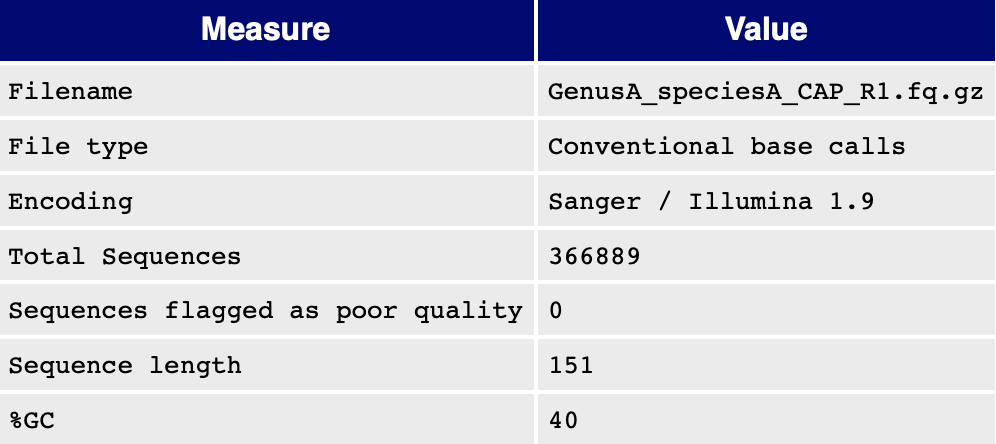 Measure Value
Filename GenusA_speciesA_CAP_R1.fq.gz
File type Conventional base calls
Encoding Sanger / Illumina 1.9
Total Sequences 366889
Sequences flagged as poor quality 0
Sequence length 151
%GC 40